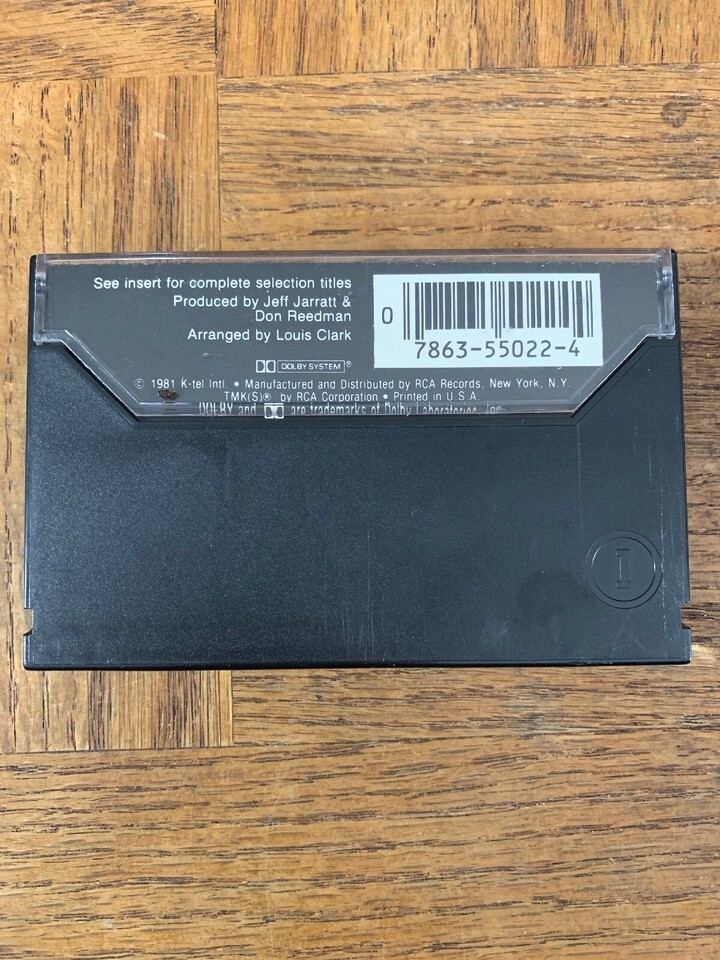 See insert for complete selection titles
Produced by Jeff Jarratt &
Don Reedman
Arranged by Louis Clark
DOLBY SYSTEM®
0
7863-55022-4
© 1981 K-tel Intl. • Manufactured and Distributed by RCA Records, New York, N.Y.
TMK(S)® by RCA Corporation • Printed in U.S.A.
DOLBY and are trademarks of Dolby Laboratories, Inc.
1